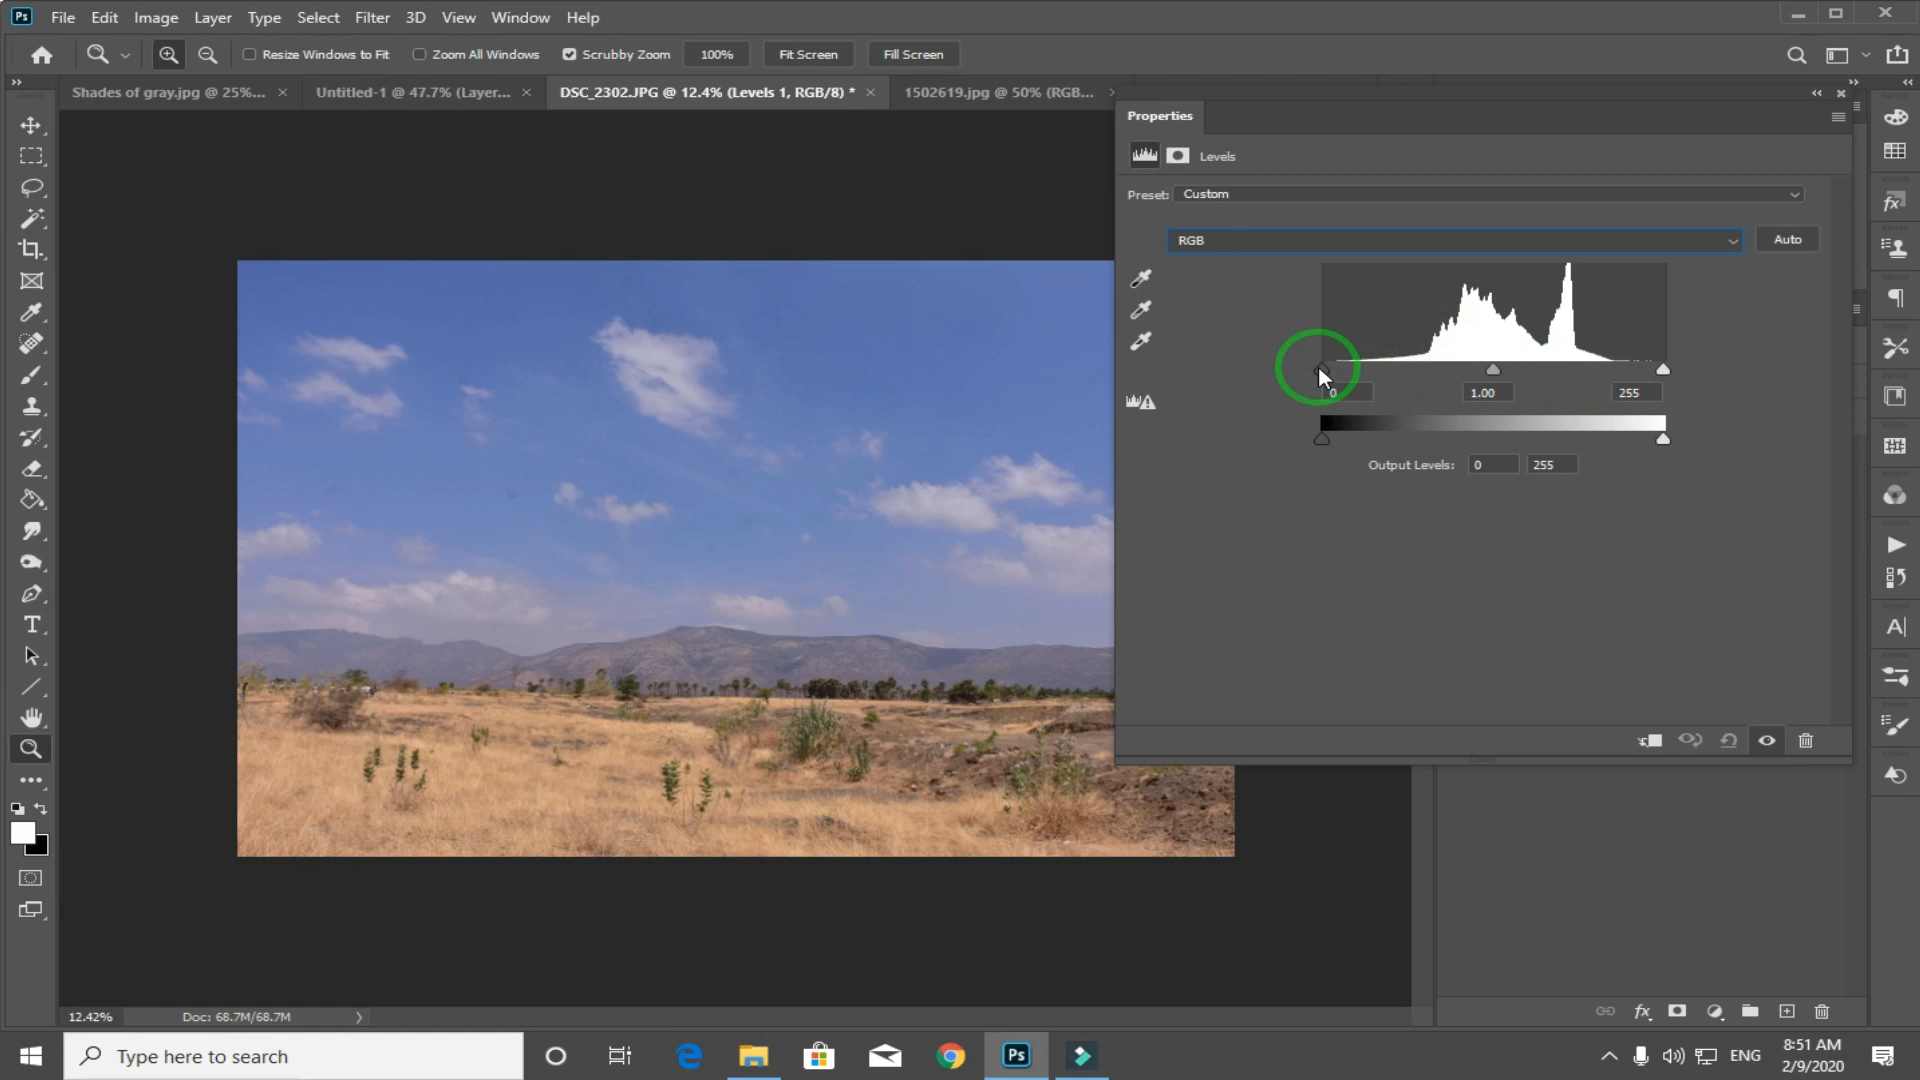 Ps File Edit Image Layer Type Select Filter 3D View Window Help
Resize Windows to Fit Zoom All Windows Scrubby Zoom 100% Fit Screen Fill Screen
Shades of gray.jpg @ 25%... Untitled-1 @ 47.7% (Layer... DSC_2302.JPG @ 12.4% (Levels 1, RGB/8) * 1502619.jpg @ 50% (RGB...
Properties
Levels
Preset: Custom
RGB Auto
0 1.00 255
Output Levels: 0 255
12.42% Doc: 68.7M/68.7M
Type here to search
Ps
ENG
8:51 AM
2/9/2020